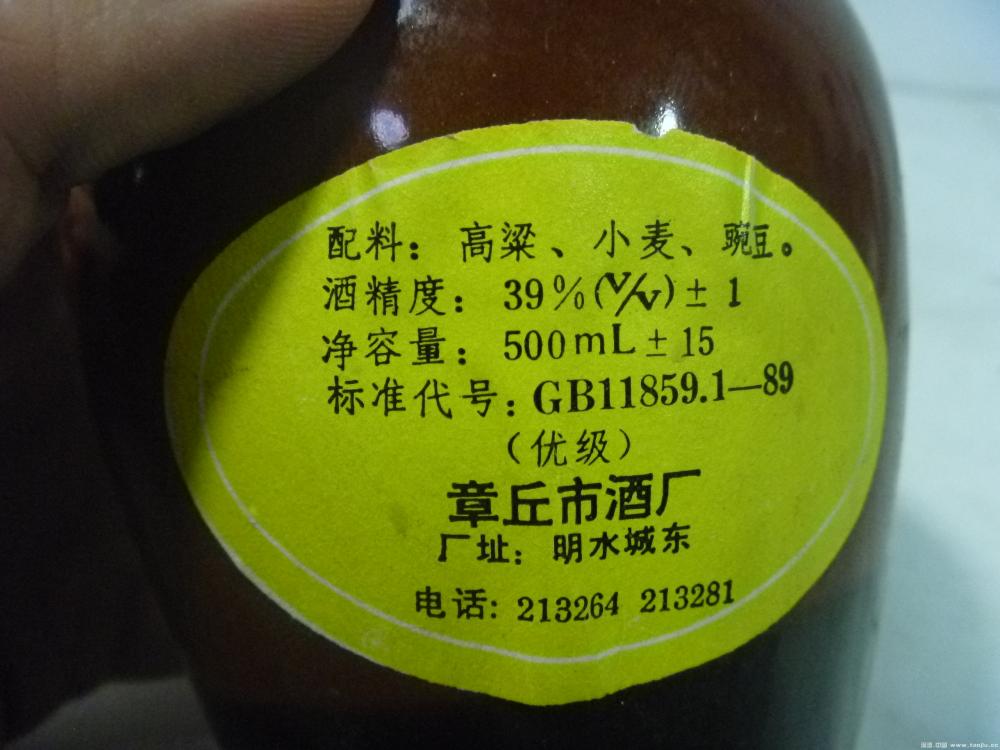 配料：高粱、小麦、豌豆。
酒精度：39%(V/V)±1
净容量：500mL±15
标准代号：GB11859.1—89
（优级）
章丘市酒厂
厂址：明水城东
电话：213264 213281